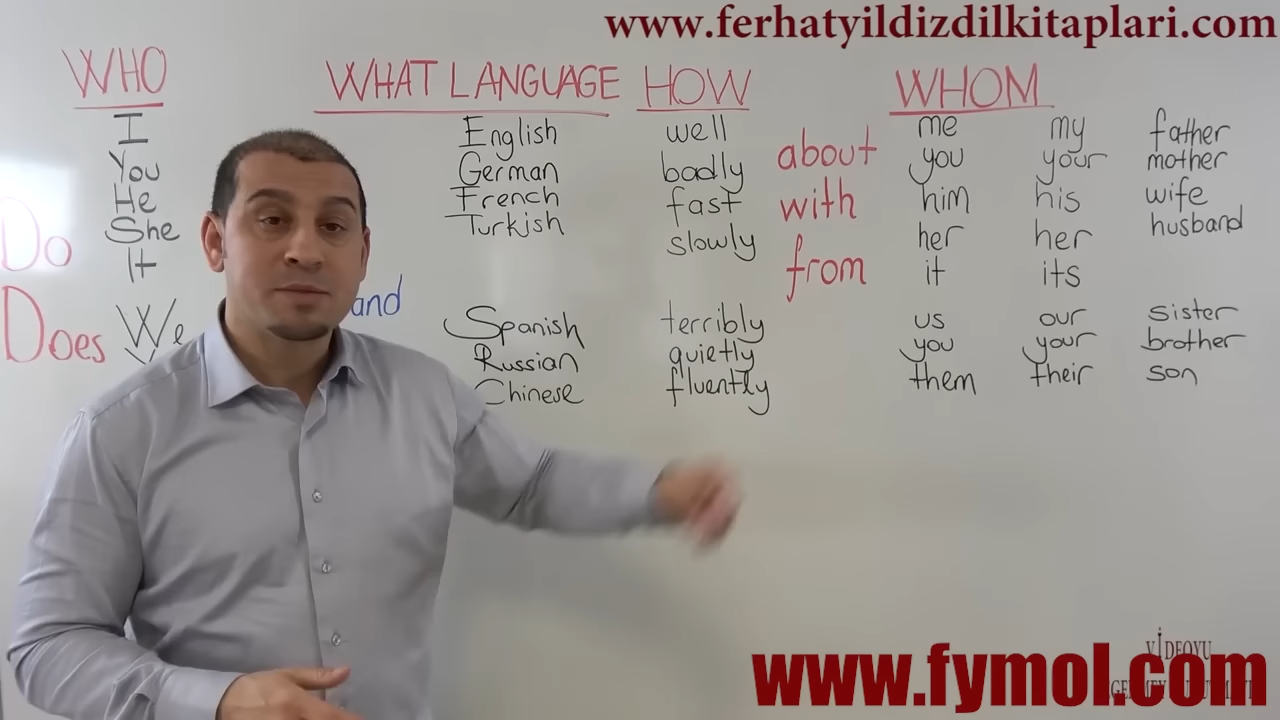 www.ferhatyildizdilkitaplari.com
WHO
I
You
He
She
It
We
Do
Does
and
WHAT LANGUAGE
English
German
French
Turkish
Spanish
Russian
Chinese
HOW
well
badly
fast
slowly
terribly
quietly
fluently
about
with
from
WHOM
me my father
you your mother
him his wife
her her husband
it its
us our sister
you your brother
them their son
VİDEOYU
www.fymol.com